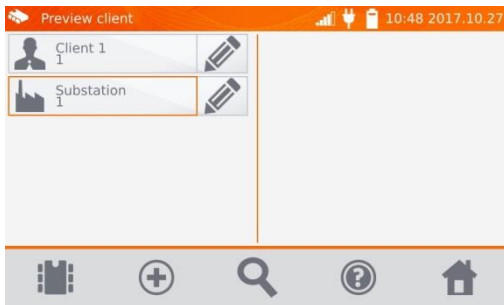 Preview client
10:48 2017.10.27
Client 1
1
Substation
1